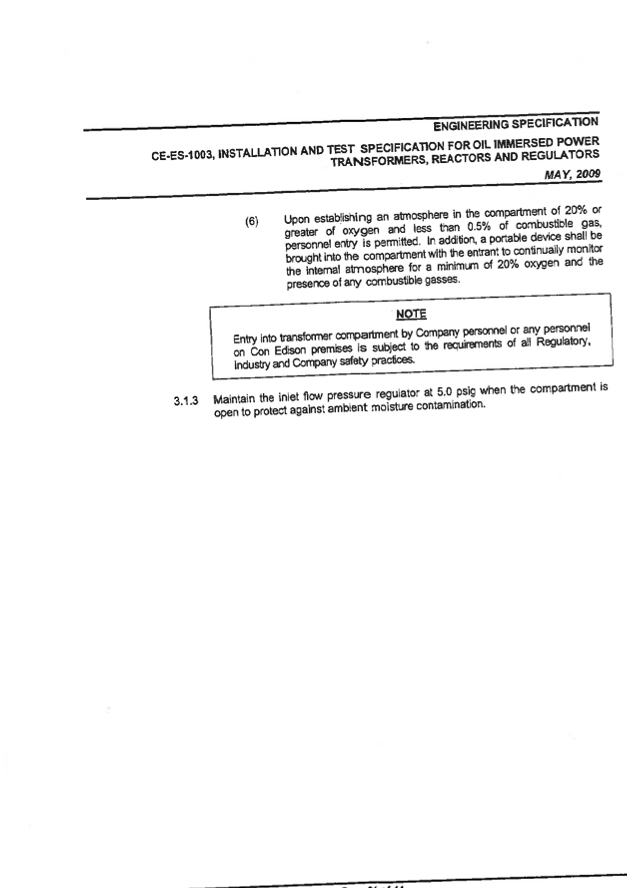 ENGINEERING SPECIFICATION
CE-ES-1003, INSTALLATION AND TEST SPECIFICATION FOR OIL IMMERSED POWER
TRANSFORMERS, REACTORS AND REGULATORS
MAY, 2009
(6) Upon establishing an atmosphere in the compartment of 20% or
greater of oxygen and less than 0.5% of combustible gas,
personnel entry is permitted. In addition, a portable device shall be
brought into the compartment with the entrant to continually monitor
the internal atmosphere for a minimum of 20% oxygen and the
presence of any combustible gasses.
NOTE
Entry into transformer compartment by Company personnel or any personnel
on Con Edison premises is subject to the requirements of all Regulatory,
Industry and Company safety practices.
3.1.3 Maintain the inlet flow pressure regulator at 5.0 psig when the compartment is
open to protect against ambient moisture contamination.